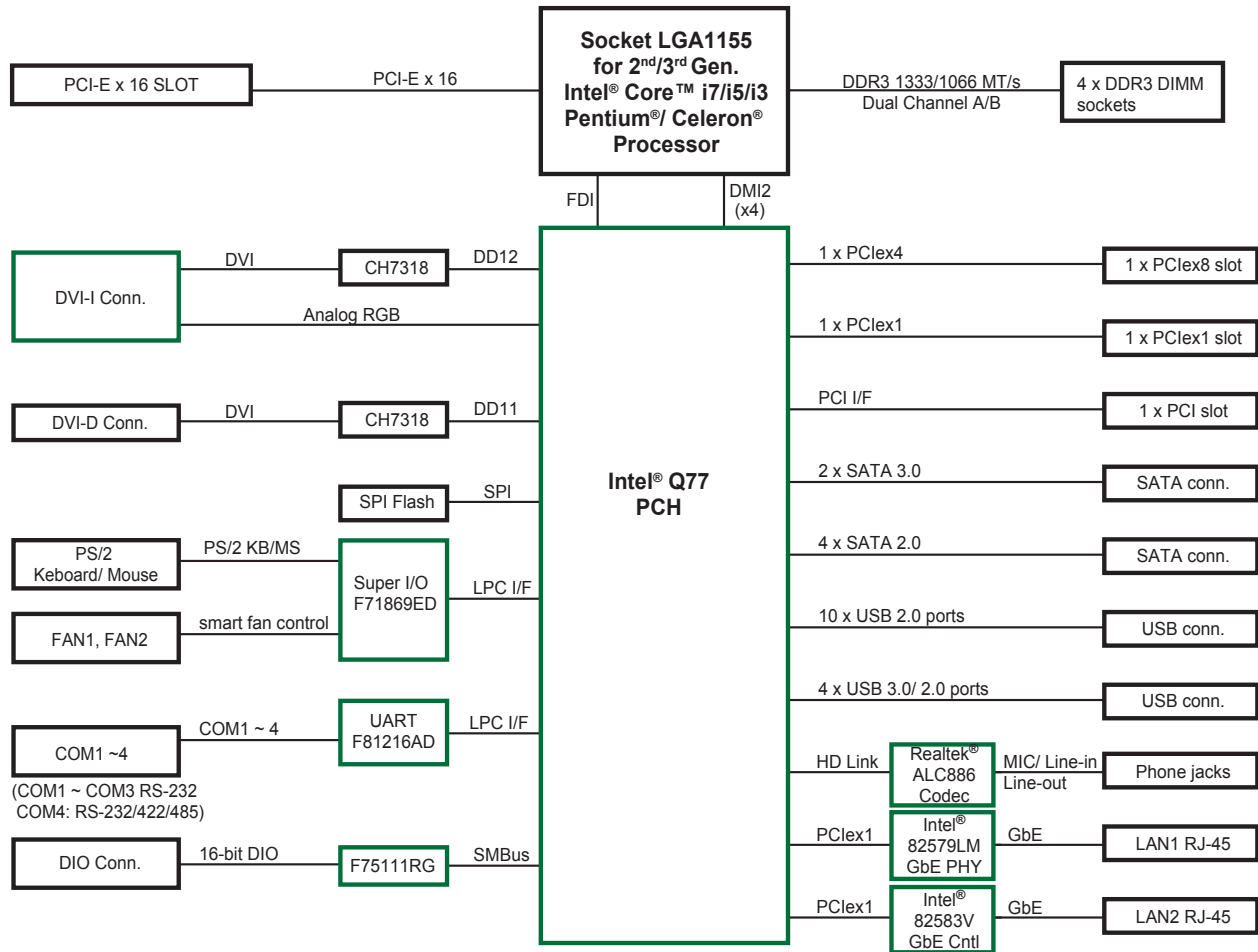 Socket LGA1155
for 2nd/3rd Gen.
Intel® Core™ i7/i5/i3
Pentium®/ Celeron®
Processor
PCI-E x 16 SLOT
PCI-E x 16
DDR3 1333/1066 MT/s
Dual Channel A/B
4 x DDR3 DIMM
sockets
FDI
DMI2
(x4)
DVI-I Conn.
DVI
CH7318
DD12
Analog RGB
DVI-D Conn.
DVI
CH7318
DD11
SPI Flash
SPI
PS/2
Keboard/ Mouse
PS/2 KB/MS
Super I/O
F71869ED
LPC I/F
FAN1, FAN2
smart fan control
COM1 ~4
COM1 ~ 4
UART
F81216AD
LPC I/F
(COM1 ~ COM3 RS-232
COM4: RS-232/422/485)
DIO Conn.
16-bit DIO
F75111RG
SMBus
Intel® Q77
PCH
1 x PCIex4
1 x PCIex8 slot
1 x PCIex1
1 x PCIex1 slot
PCI I/F
1 x PCI slot
2 x SATA 3.0
SATA conn.
4 x SATA 2.0
SATA conn.
10 x USB 2.0 ports
USB conn.
4 x USB 3.0/ 2.0 ports
USB conn.
HD Link
Realtek®
ALC886
Codec
MIC/ Line-in
Line-out
Phone jacks
PCIex1
Intel®
82579LM
GbE PHY
GbE
LAN1 RJ-45
PCIex1
Intel®
82583V
GbE Cntl
GbE
LAN2 RJ-45